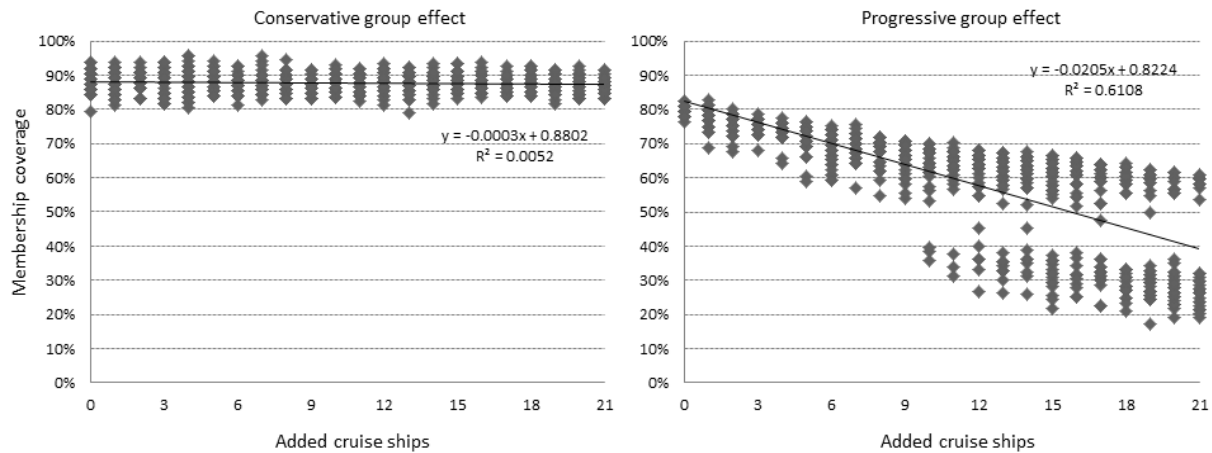 Conservative group effect
Membership coverage
100%
90%
80%
70%
60%
50%
40%
30%
20%
10%
0%
y = -0.0003x + 0.8802
R² = 0.0052
0 3 6 9 12 15 18 21
Added cruise ships
Progressive group effect
100%
90%
80%
70%
60%
50%
40%
30%
20%
10%
0%
y = -0.0205x + 0.8224
R² = 0.6108
0 3 6 9 12 15 18 21
Added cruise ships